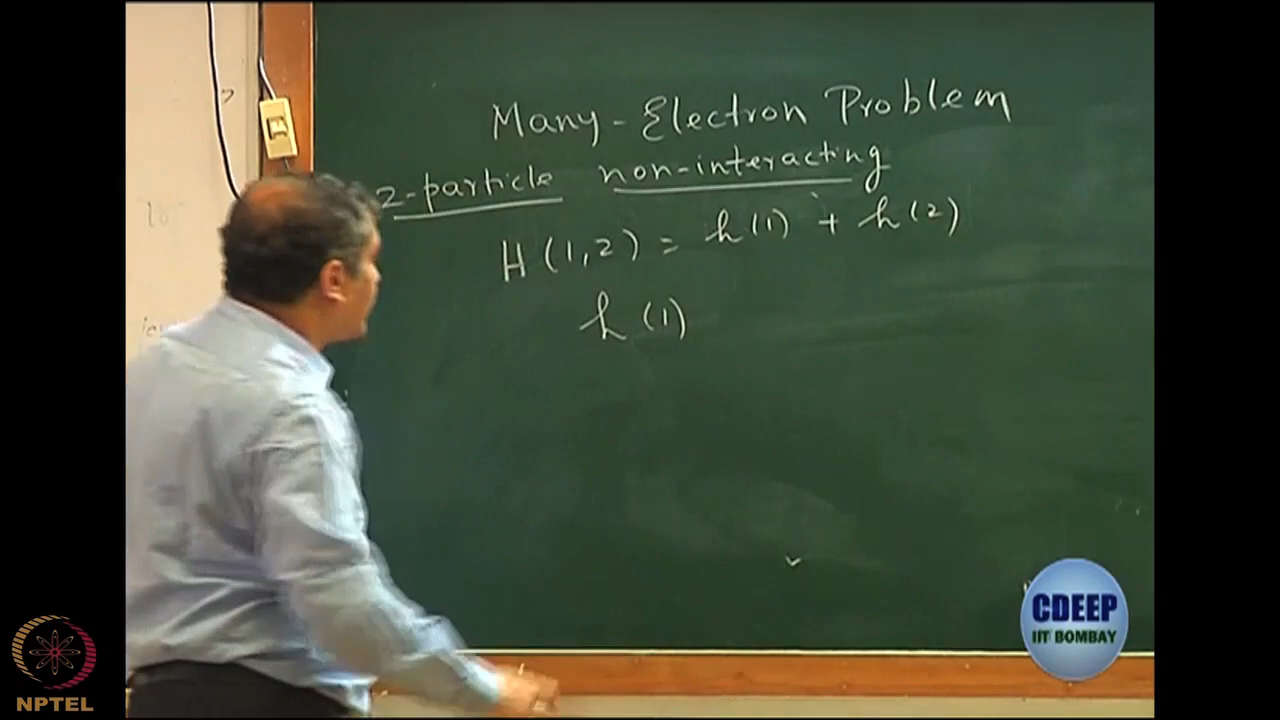 Many-Electron Problem
2-particle non-interacting
H(1,2) = h(1) + h(2)
h(1)
CDEEP
IIT BOMBAY
NPTEL